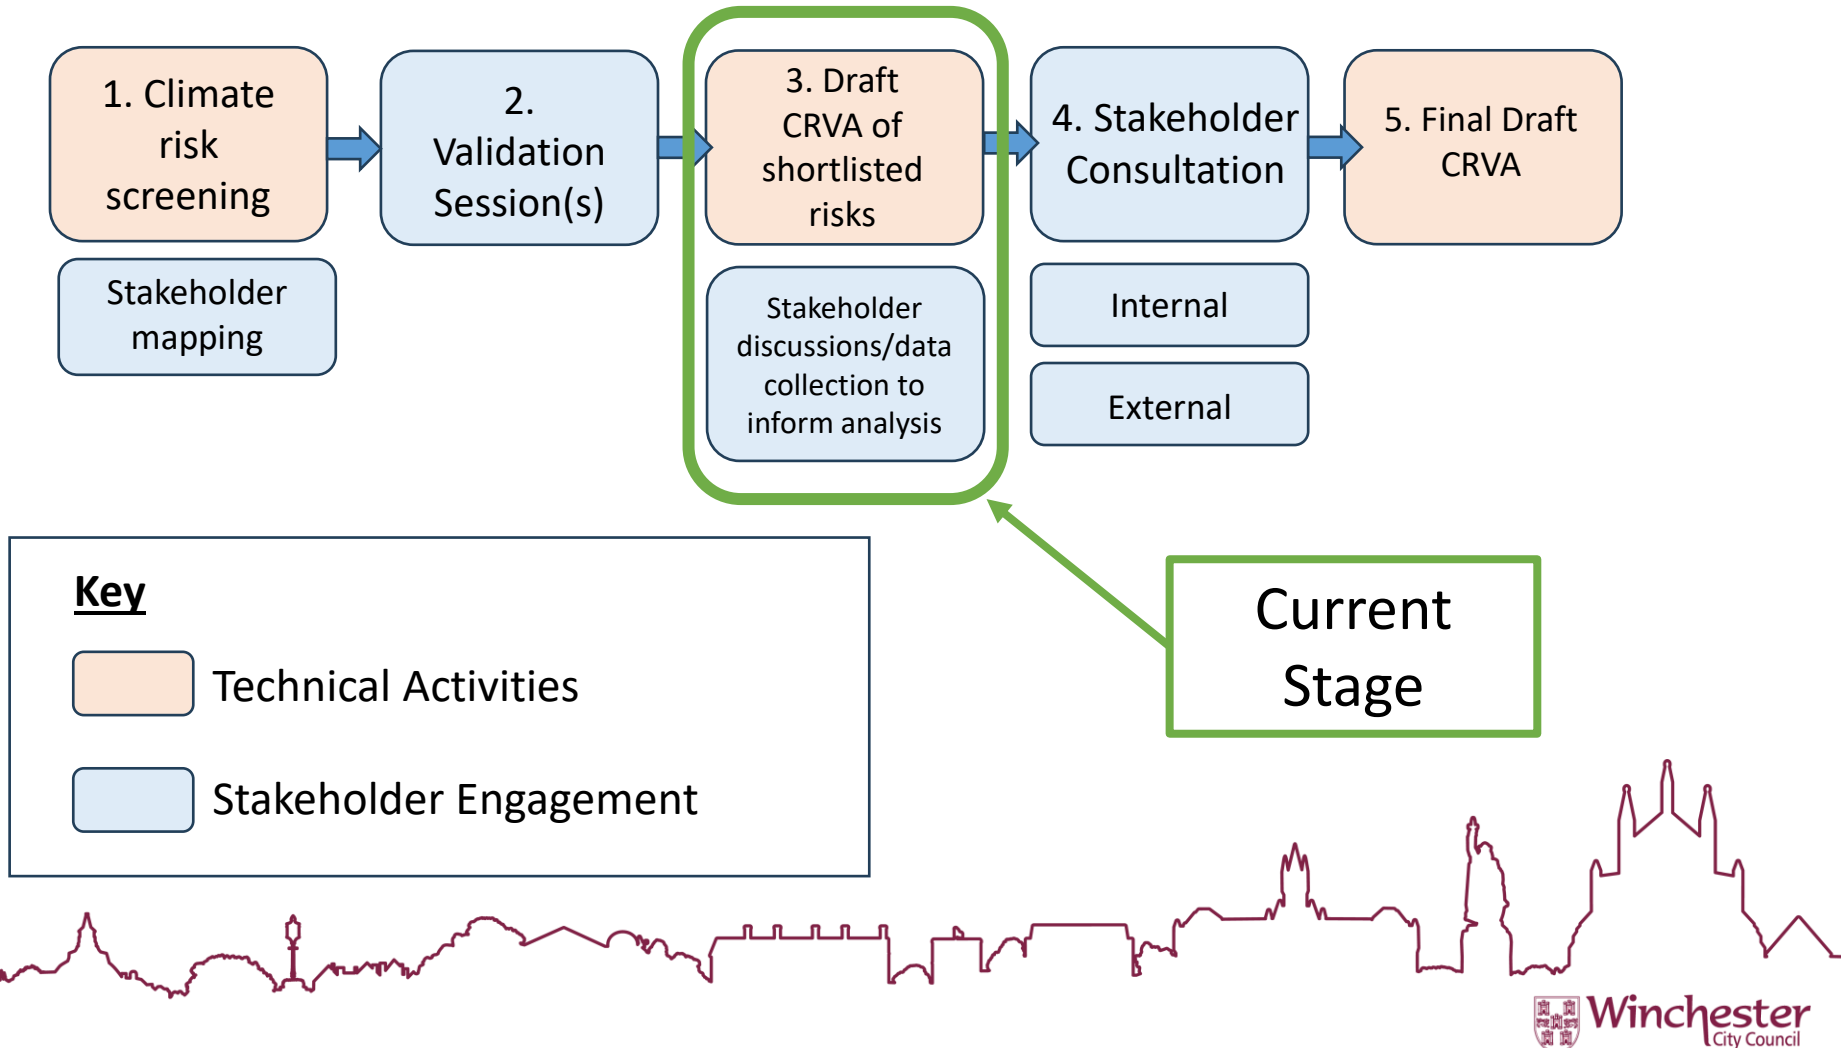 1. Climate
risk
screening
Stakeholder
mapping
2.
Validation
Session(s)
3. Draft
CRVA of
shortlisted
risks
Stakeholder
discussions/data
collection to
inform analysis
4. Stakeholder
Consultation
Internal
External
5. Final Draft
CRVA
Current
Stage
Key
Technical Activities
Stakeholder Engagement
Winchester
City Council